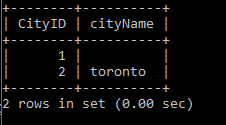 +--------+----------+
| CityID | cityName |
+--------+----------+
| 1 | |
| 2 | toronto |
+--------+----------+
2 rows in set (0.00 sec)